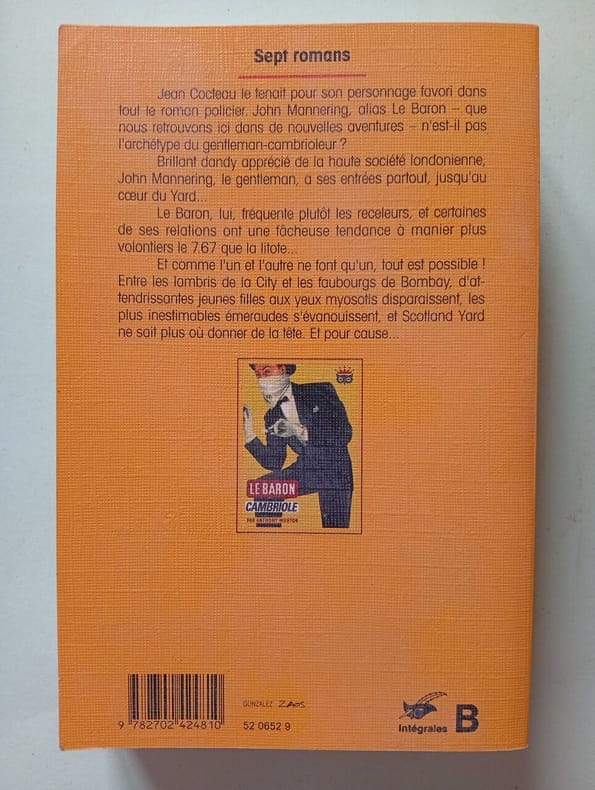 Sept romans
Jean Cocteau le tenait pour son personnage favori dans
tout le roman policier. John Mannering, alias Le Baron – que
nous retrouvons ici dans de nouvelles aventures – n'est-il pas
l'archétype du gentleman-cambrioleur ?
Brillant dandy apprécié de la haute société londonienne,
John Mannering, le gentleman, a ses entrées partout, jusqu'au
cœur du Yard...
Le Baron, lui, fréquente plutôt les receleurs, et certaines
de ses relations ont une fâcheuse tendance à manier plus
volontiers le 7.67 que la litote...
Et comme l'un et l'autre ne font qu'un, tout est possible !
Entre les lambris de la City et les faubourgs de Bombay, d'at-
tendrissantes jeunes filles aux yeux myosotis disparaissent, les
plus inestimables émeraudes s'évanouissent, et Scotland Yard
ne sait plus où donner de la tête. Et pour cause...
LE BARON
CAMBRIOLE
PAR ANTHONY MORTON
GONZALEZ ZAOS
9 782702 424810
52 0652 9
Intégrales B